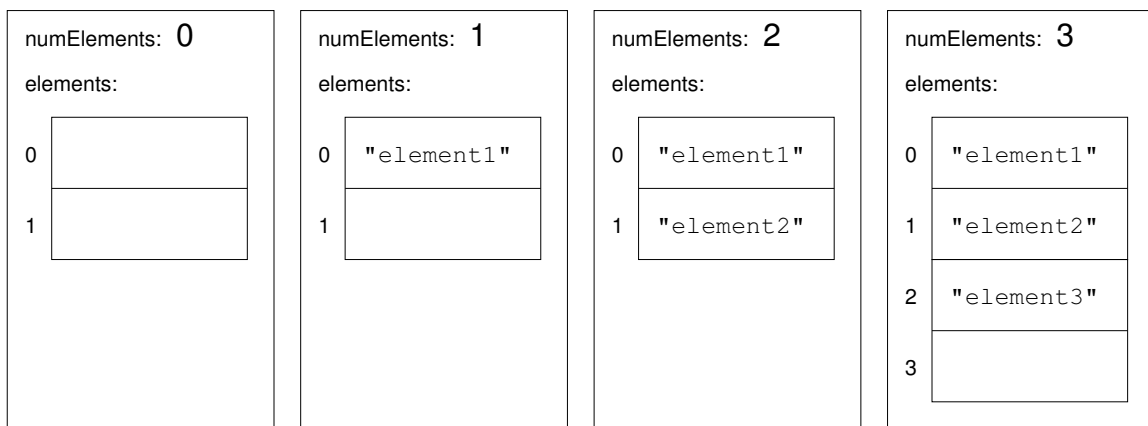 numElements: 0
elements:
0
1
numElements: 1
elements:
0 "element1"
1
numElements: 2
elements:
0 "element1"
1 "element2"
numElements: 3
elements:
0 "element1"
1 "element2"
2 "element3"
3